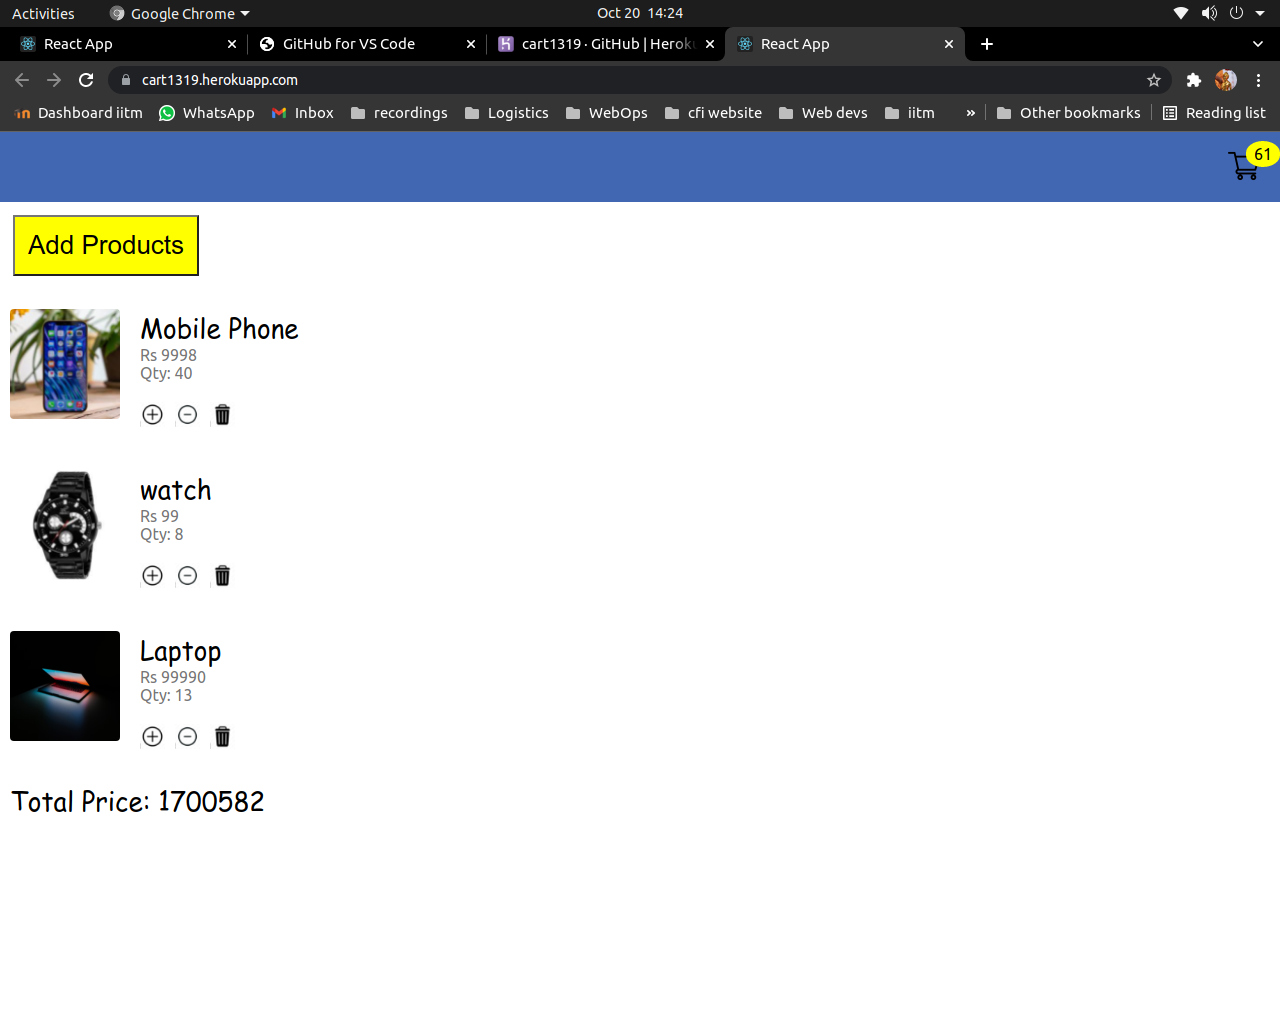 Activities Google Chrome Oct 20 14:24
React App GitHub for VS Code cart1319 · GitHub | Heroku React App
cart1319.herokuapp.com
Dashboard iitm WhatsApp Inbox recordings Logistics WebOps cfi website Web devs iitm » Other bookmarks Reading list
61
Add Products
Mobile Phone
Rs 9998
Qty: 40
watch
Rs 99
Qty: 8
Laptop
Rs 99990
Qty: 13
Total Price: 1700582